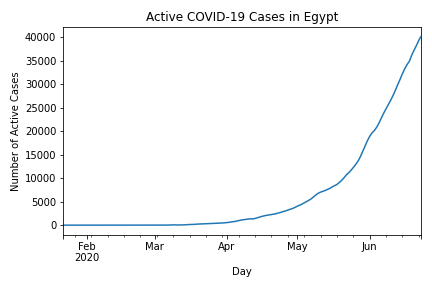 Active COVID-19 Cases in Egypt
Number of Active Cases
40000
35000
30000
25000
20000
15000
10000
5000
0
Feb Mar Apr May Jun
2020
Day